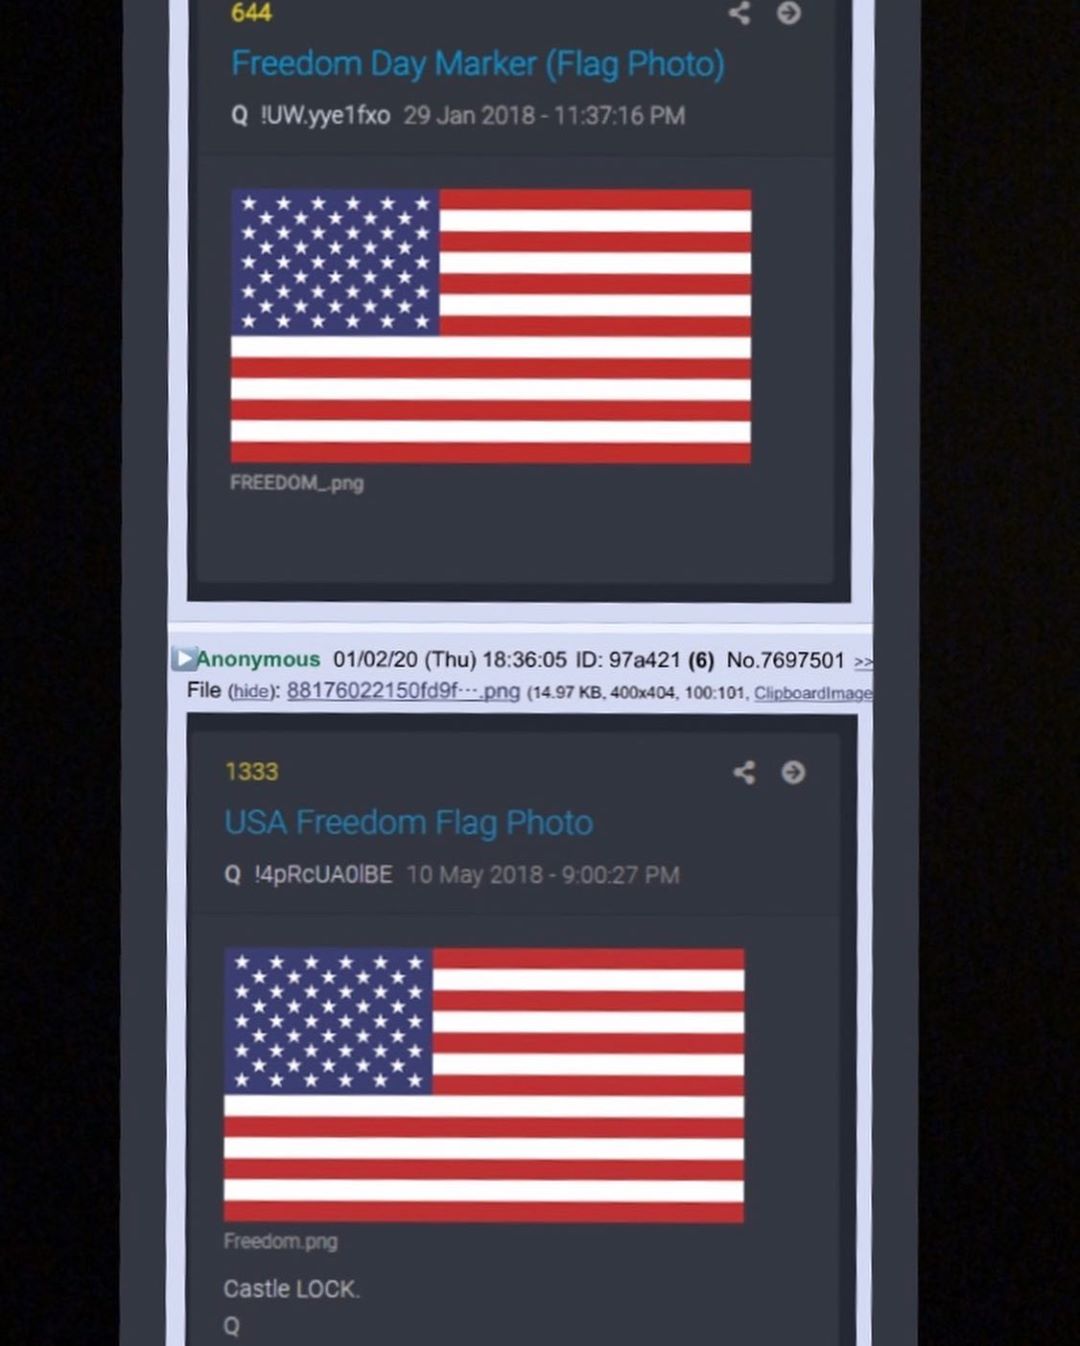 644
Freedom Day Marker (Flag Photo)
Q !UW.yye1fxo 29 Jan 2018 - 11:37:16 PM
FREEDOM_.png
Anonymous 01/02/20 (Thu) 18:36:05 ID: 97a421 (6) No.7697501 >>
File (hide): 88176022150fd9f⋯.png (14.97 KB, 400x404, 100:101, ClipboardImage
1333
USA Freedom Flag Photo
Q !4pRcUA0lBE 10 May 2018 - 9:00:27 PM
Freedom.png
Castle LOCK.
Q